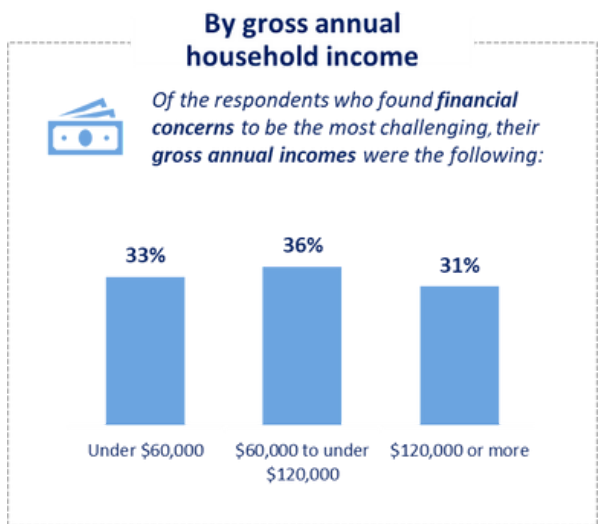 By gross annual
household income
Of the respondents who found financial
concerns to be the most challenging, their
gross annual incomes were the following:
33%
36%
31%
Under $60,000
$60,000 to under
$120,000
$120,000 or more